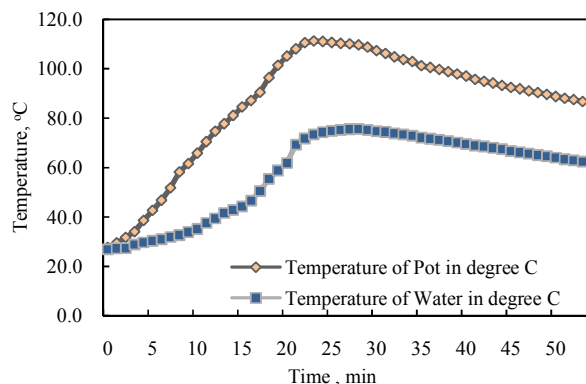 120.0
100.0
80.0
60.0
40.0
20.0
0.0
Temperature, ᵒC
Temperature of Pot in degree C
Temperature of Water in degree C
0 5 10 15 20 25 30 35 40 45 50
Time , min